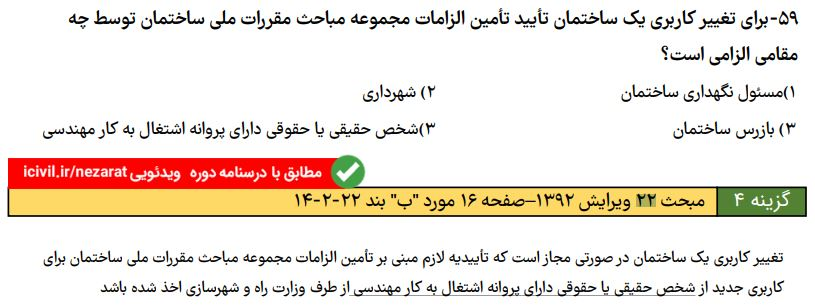 ۵۹-برای تغییر کاربری یک ساختمان تأیید تأمین الزامات مجموعه مباحث مقررات ملی ساختمان توسط چه
مقامی الزامی است؟
۱)مسئول نگهداری ساختمان
۲) شهرداری
۳) بازرس ساختمان
۳)شخص حقیقی یا حقوقی دارای پروانه اشتغال به کار مهندسی
مطابق با درسنامه دوره ویدئویی icivil.ir/nezarat
گزینه ۴
مبحث ۲۲ ویرایش ۱۳۹۲–صفحه ۱۶ مورد "ب" بند ۲۲-۲-۱۴
تغییر کاربری یک ساختمان در صورتی مجاز است که تأییدیه لازم مبنی بر تأمین الزامات مجموعه مباحث مقررات ملی ساختمان برای
کاربری جدید از شخص حقیقی یا حقوقی دارای پروانه اشتغال به کار مهندسی از طرف وزارت راه و شهرسازی اخذ شده باشد